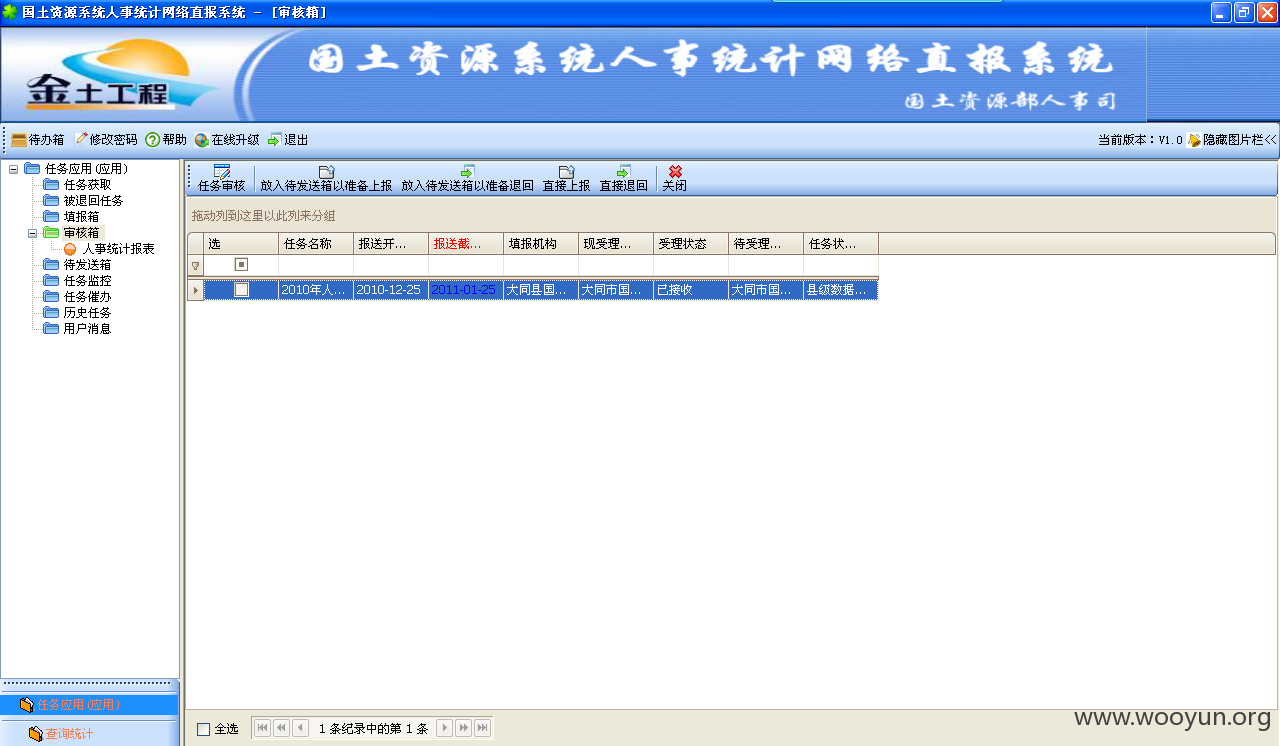 国土资源系统人事统计网络直报系统 - [审核箱]
金土工程
国土资源系统人事统计网络直报系统
国土资源部人事司
待办箱 修改密码 帮助 在线升级 退出 当前版本：V1.0 隐藏图片栏<<
任务应用(应用)
任务获取
被退回任务
填报箱
审核箱
人事统计报表
待发送箱
任务监控
任务催办
历史任务
用户消息
任务审核 放入待发送箱以准备上报 放入待发送箱以准备退回 直接上报 直接退回 关闭
拖动列到这里以此列来分组
选 任务名称 报送开... 报送截... 填报机构 现受理... 受理状态 待受理... 任务状...
2010年人... 2010-12-25 2011-01-25 大同县国... 大同市国... 已接收 大同市国... 县级数据...
任务应用(应用)
查询统计
全选 1 条纪录中的第 1 条
www.wooyun.org